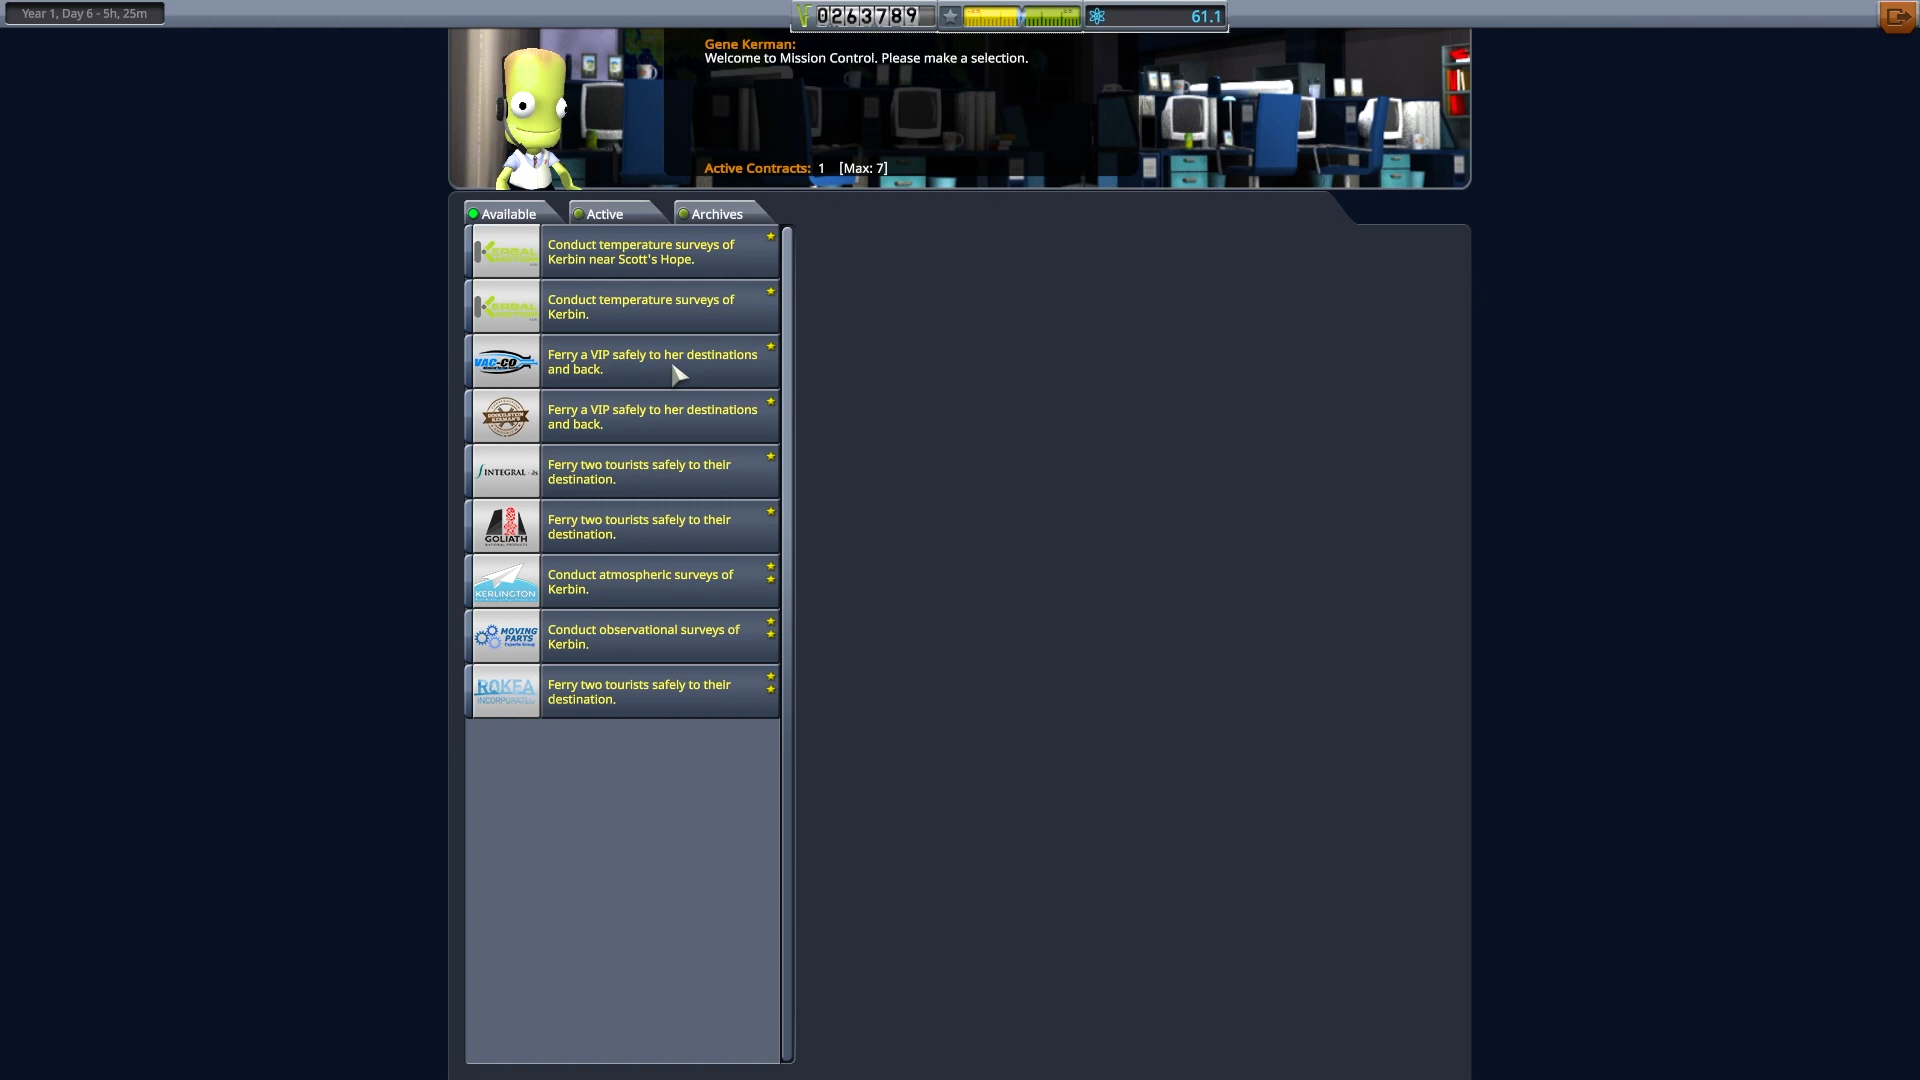 Year 1, Day 6 - 5h, 25m
0263789
61.1
Gene Kerman:
Welcome to Mission Control. Please make a selection.
Active Contracts: 1 [Max: 7]
Available
Active
Archives
Conduct temperature surveys of
Kerbin near Scott's Hope.
Conduct temperature surveys of
Kerbin.
VAC-CO
Ferry a VIP safely to her destinations
and back.
Ferry a VIP safely to her destinations
and back.
INTEGRAL
Ferry two tourists safely to their
destination.
GOLIATH
NATIONAL PRODUCTS
Ferry two tourists safely to their
destination.
KERLINGTON
Conduct atmospheric surveys of
Kerbin.
MOVING
PARTS
Experts Group
Conduct observational surveys of
Kerbin.
ROKEA
INCORPORATED
Ferry two tourists safely to their
destination.